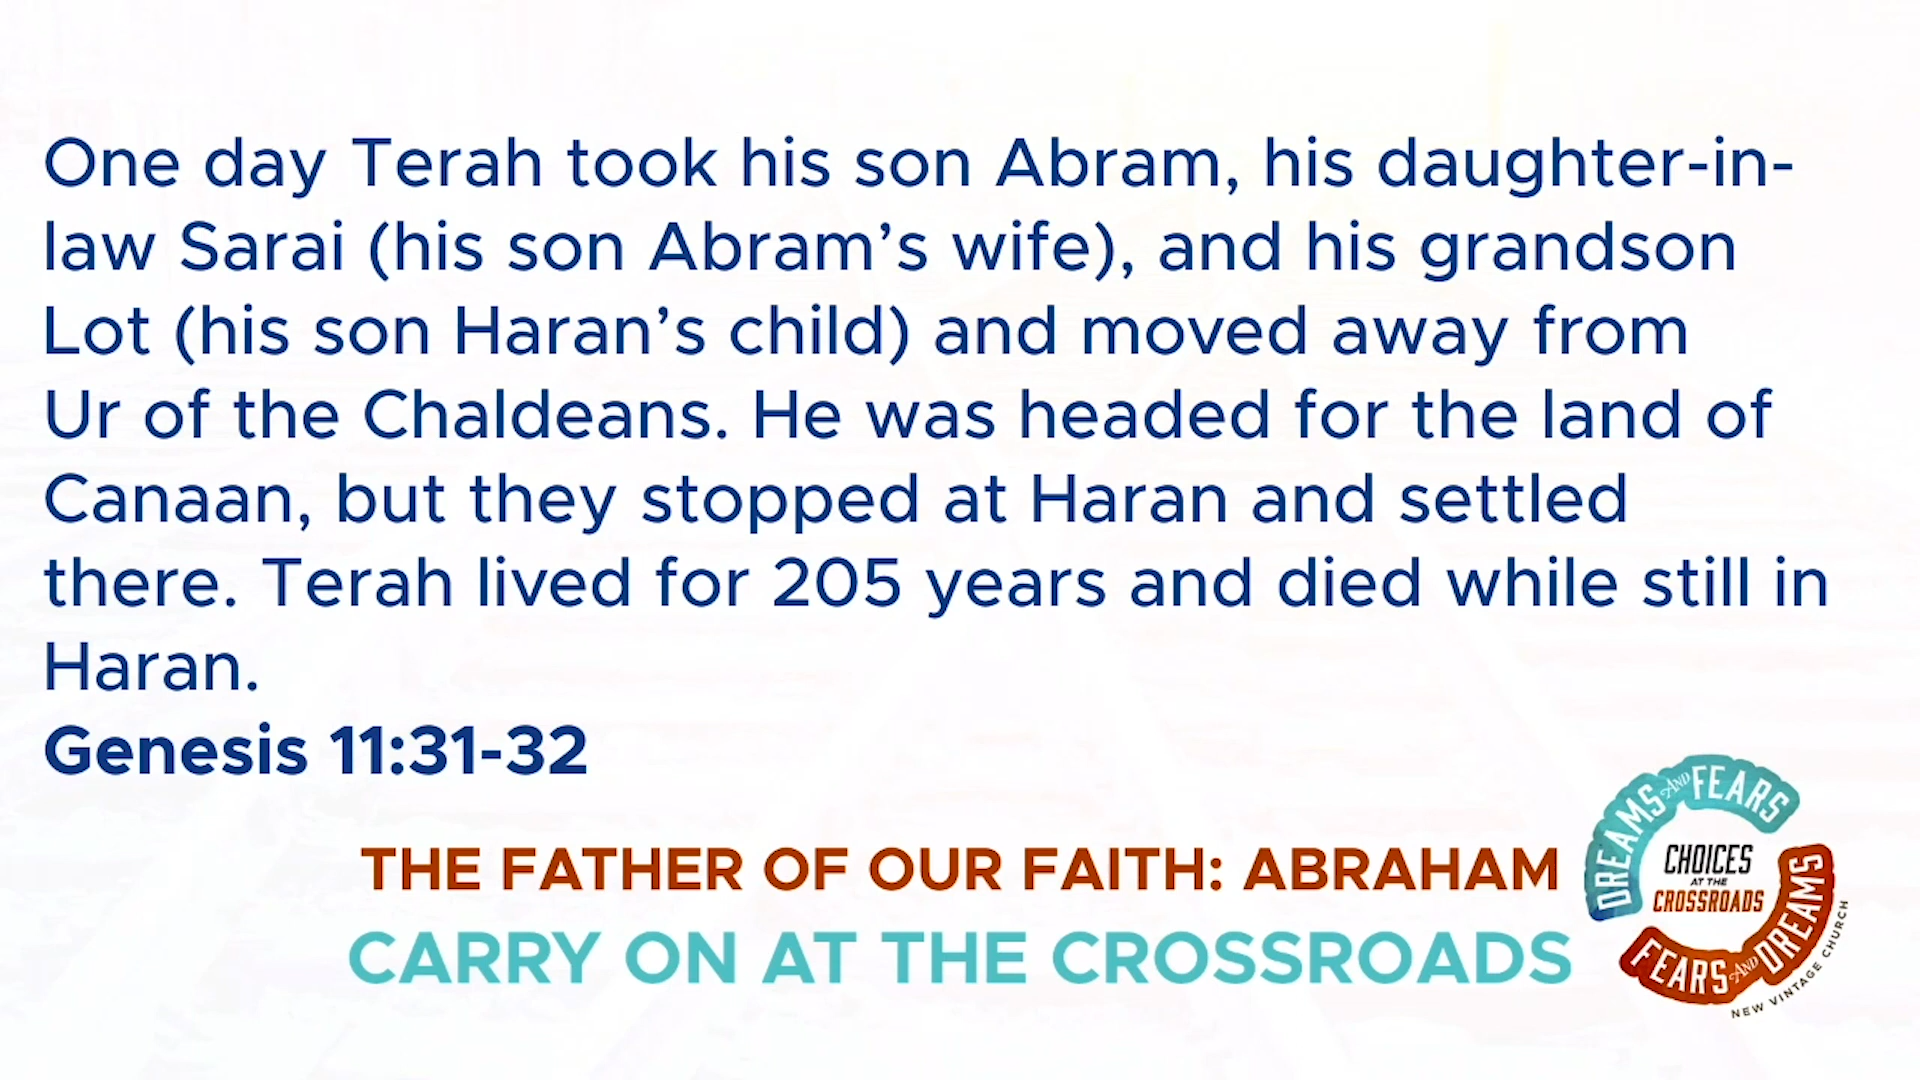 One day Terah took his son Abram, his daughter-in-
law Sarai (his son Abram’s wife), and his grandson
Lot (his son Haran’s child) and moved away from
Ur of the Chaldeans. He was headed for the land of
Canaan, but they stopped at Haran and settled
there. Terah lived for 205 years and died while still in
Haran.
Genesis 11:31-32
THE FATHER OF OUR FAITH: ABRAHAM
CARRY ON AT THE CROSSROADS
DREAMS AND FEARS
CHOICES
AT THE
CROSSROADS
FEARS AND DREAMS
NEW VINTAGE CHURCH